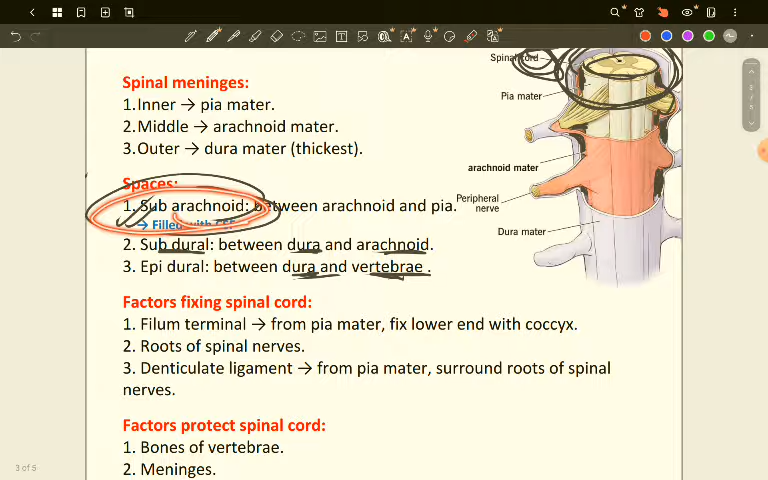 Spinal cord
Spinal meninges:
Pia mater
1.Inner → pia mater.
2.Middle → arachnoid mater.
3.Outer → dura mater (thickest).
arachnoid mater
Spaces:
1. Sub arachnoid: between arachnoid and pia.
Peripheral
nerve
→ Filled with CSF
Dura mater
2. Sub dural: between dura and arachnoid.
3. Epi dural: between dura and vertebrae .
Factors fixing spinal cord:
1. Filum terminal → from pia mater, fix lower end with coccyx.
2. Roots of spinal nerves.
3. Denticulate ligament → from pia mater, surround roots of spinal
nerves.
Factors protect spinal cord:
1. Bones of vertebrae.
2. Meninges.
3 of 5
3
/
5